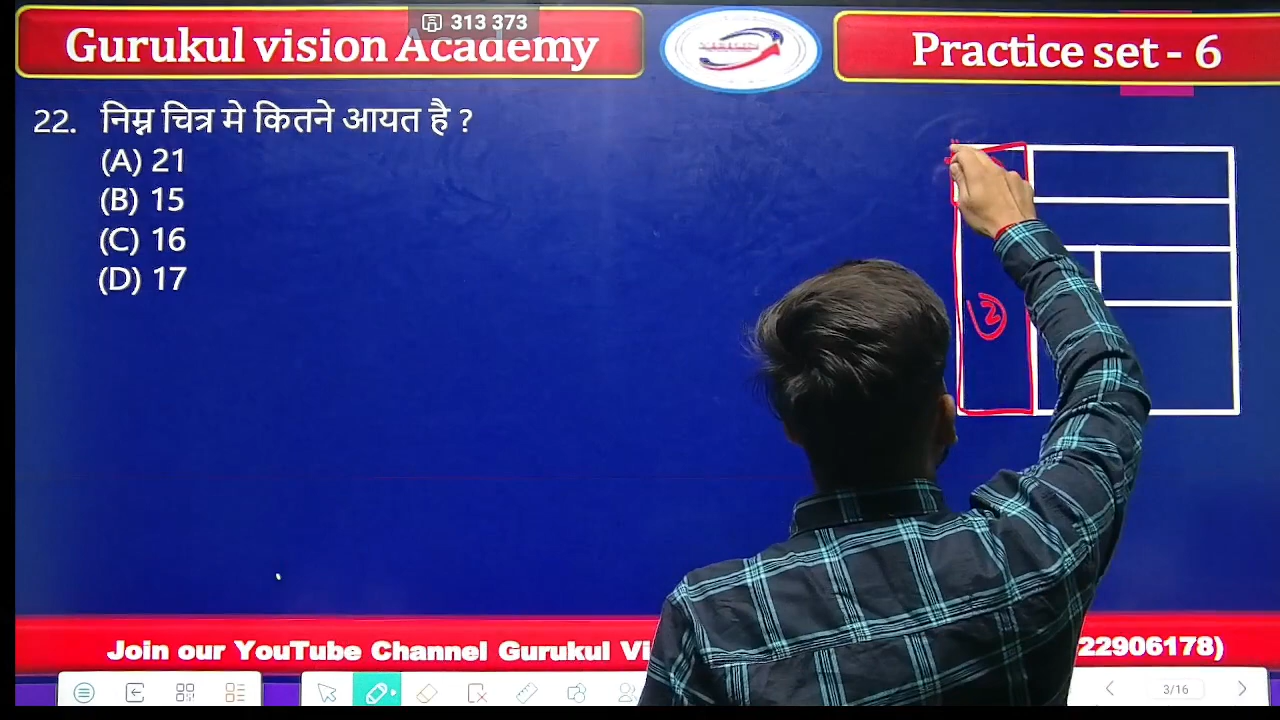 313 373
Gurukul vision Academy
Practice set - 6
22. निम्न चित्र मे कितने आयत है ?
(A) 21
(B) 15
(C) 16
(D) 17
2
Join our YouTube Channel Gurukul Vi
22906178)
3/16